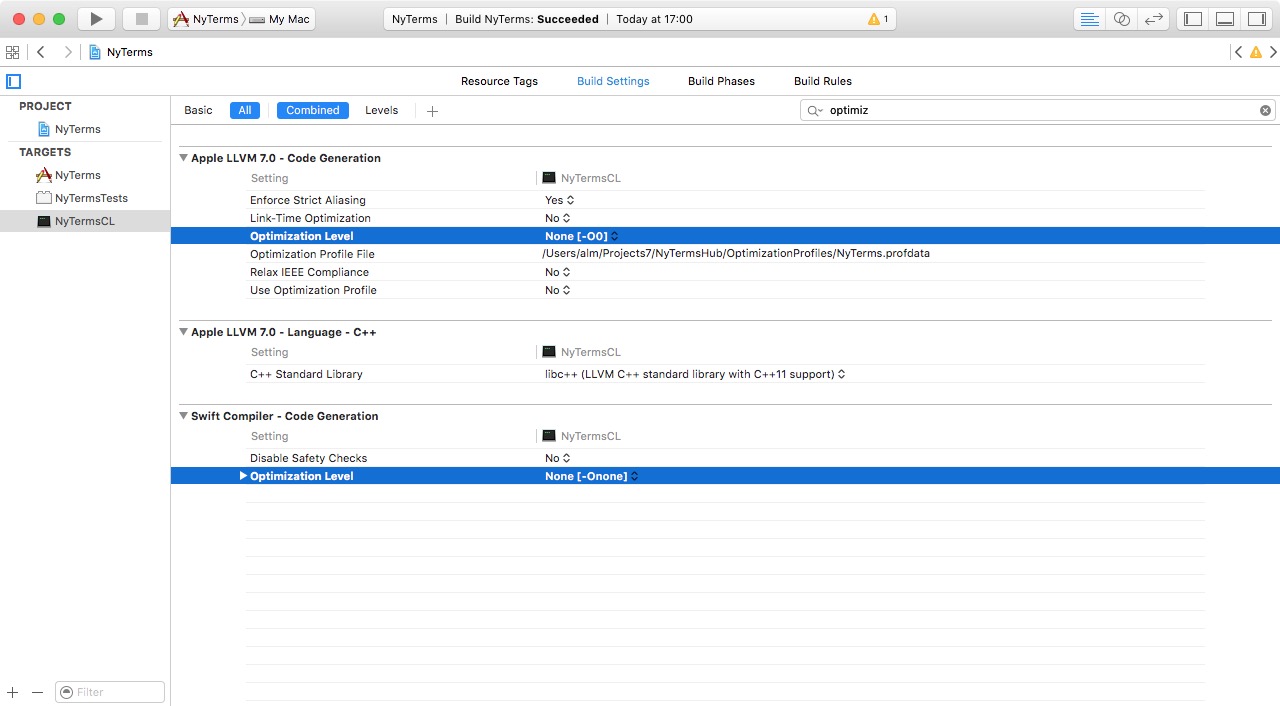 NyTerms My Mac NyTerms | Build NyTerms: Succeeded | Today at 17:00 1
NyTerms
Resource Tags Build Settings Build Phases Build Rules
PROJECT Basic All Combined Levels optimiz
NyTerms
TARGETS
NyTerms
NyTermsTests
NyTermsCL
Apple LLVM 7.0 - Code Generation
Setting NyTermsCL
Enforce Strict Aliasing Yes
Link-Time Optimization No
Optimization Level None [-O0]
Optimization Profile File /Users/alm/Projects7/NyTermsHub/OptimizationProfiles/NyTerms.profdata
Relax IEEE Compliance No
Use Optimization Profile No
Apple LLVM 7.0 - Language - C++
Setting NyTermsCL
C++ Standard Library libc++ (LLVM C++ standard library with C++11 support)
Swift Compiler - Code Generation
Setting NyTermsCL
Disable Safety Checks No
Optimization Level None [-Onone]
Filter